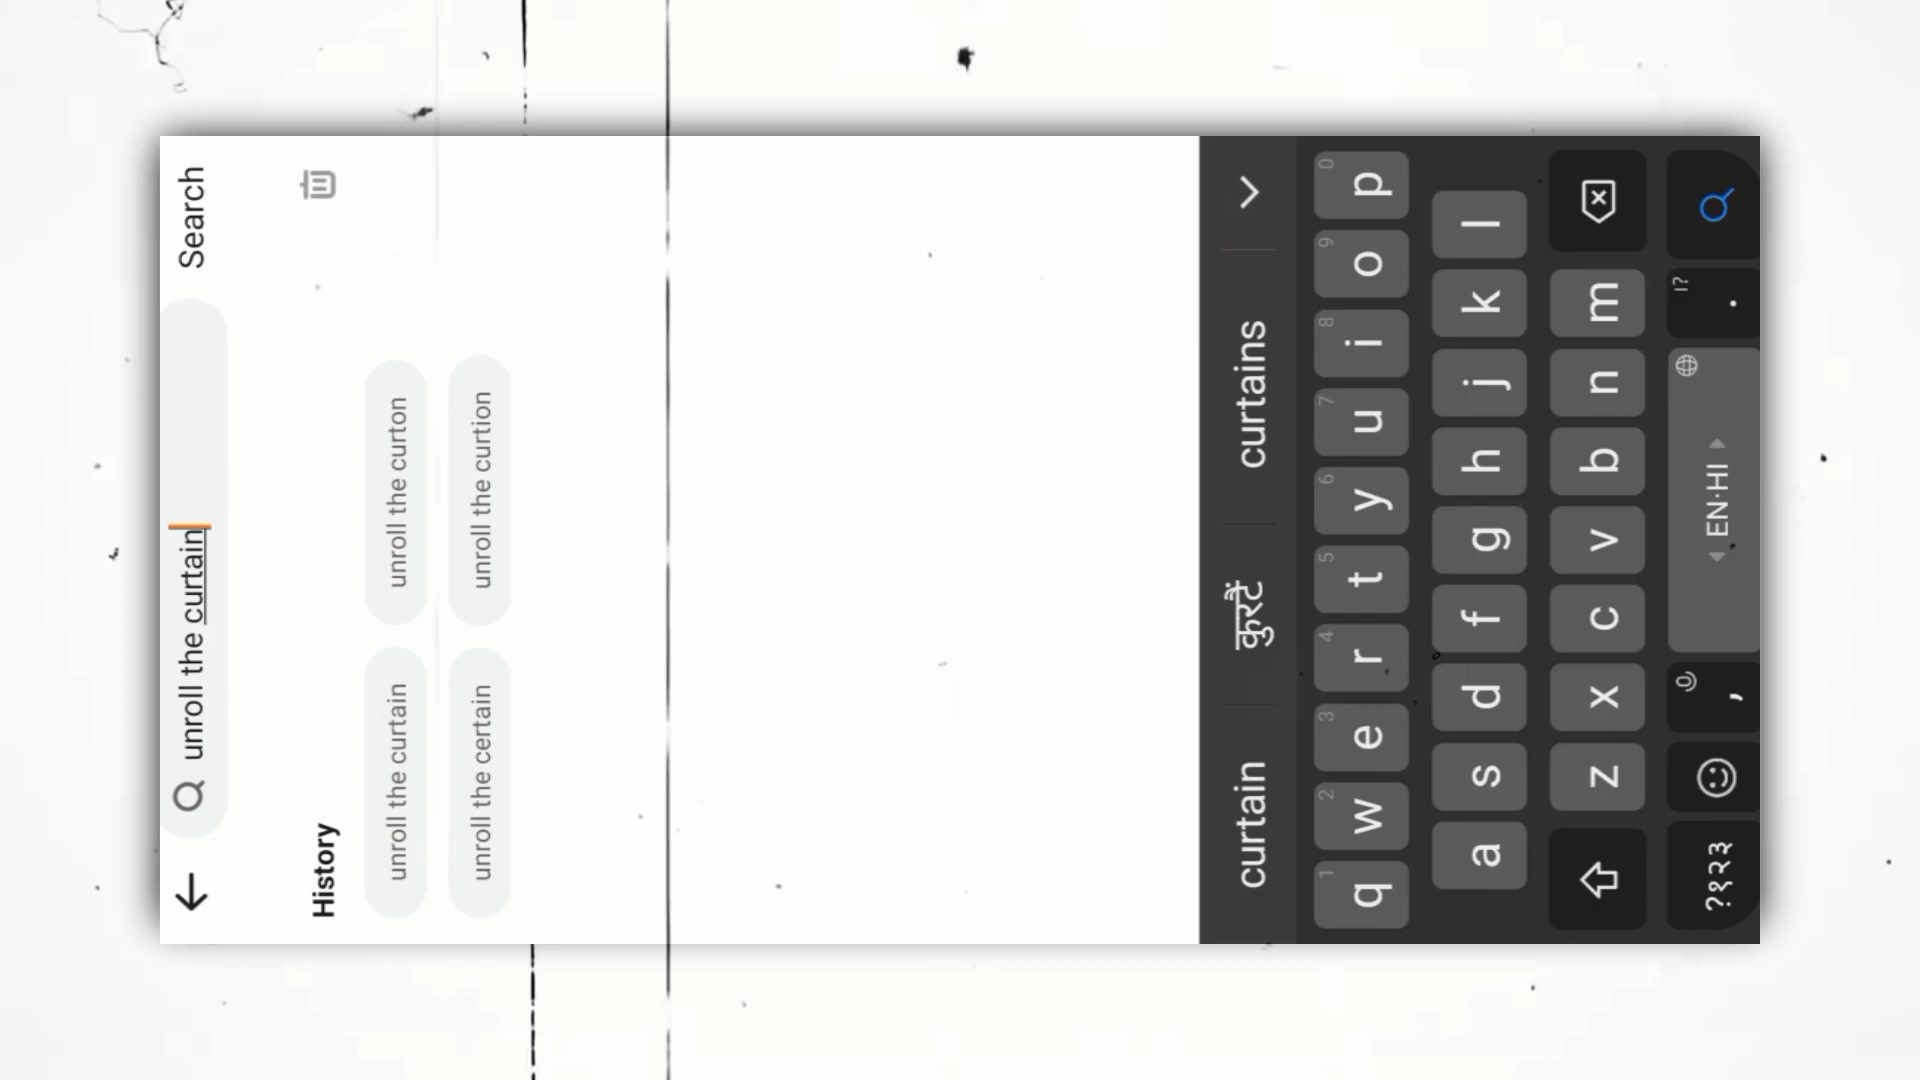 unroll the curtain
Search
History
unroll the curtain
unroll the curton
unroll the certain
unroll the curtion
curtain
कुरटैं
curtains
q 1 w 2 e 3 r 4 t 5 y 6 u 7 i 8 o 9 p 0
a s d f g h j k l
z x c v b n m
?१२३ , EN·HI . !?